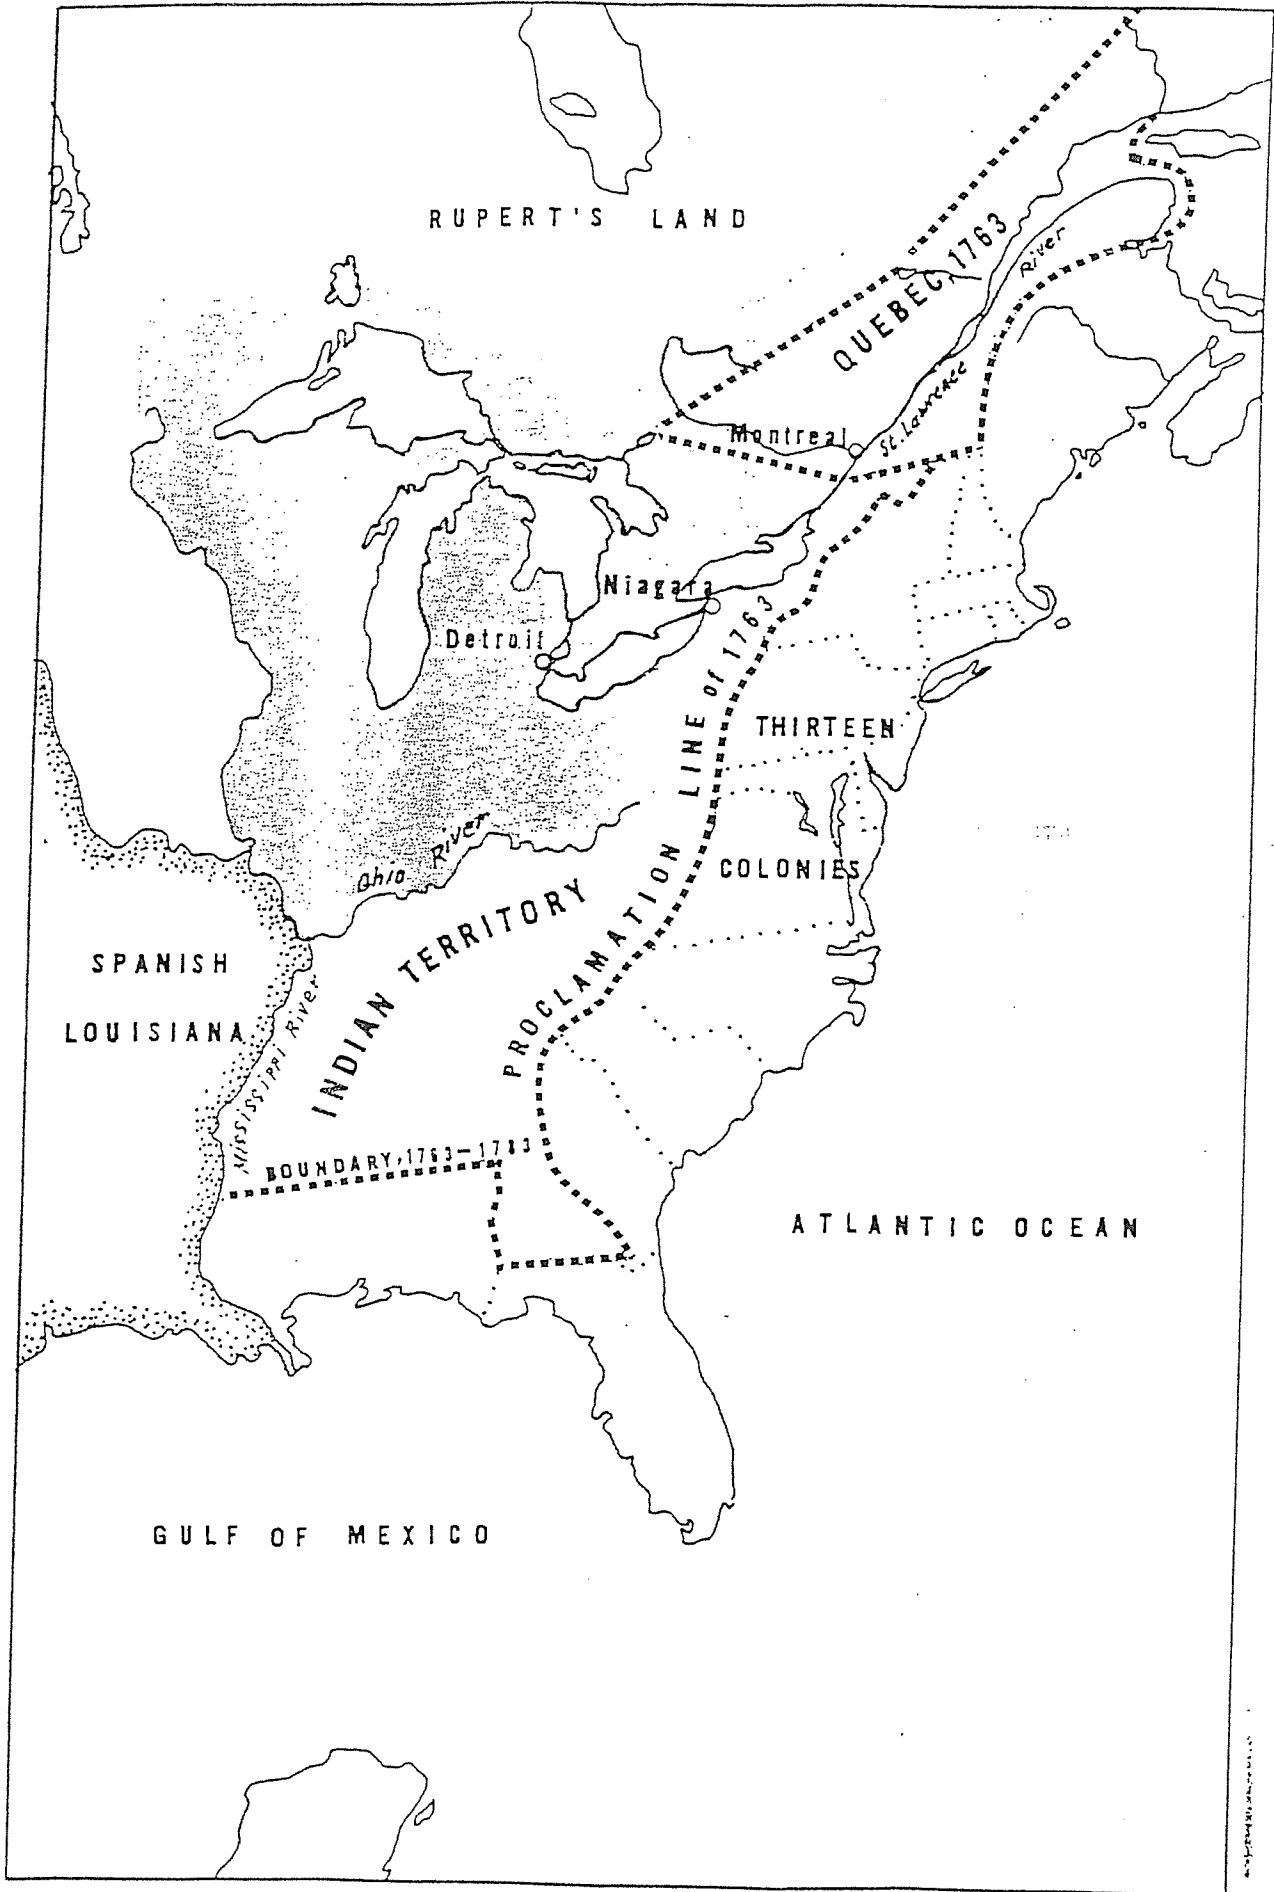 RUPERT'S LAND
QUEBEC, 1763
River
St. Lawrence
Montreal
Niagara
Detroit
PROCLAMATION LINE of 1763
THIRTEEN
COLONIES
Ohio River
INDIAN TERRITORY
SPANISH
LOUISIANA
Mississippi River
BOUNDARY, 1763-1783
ATLANTIC OCEAN
GULF OF MEXICO